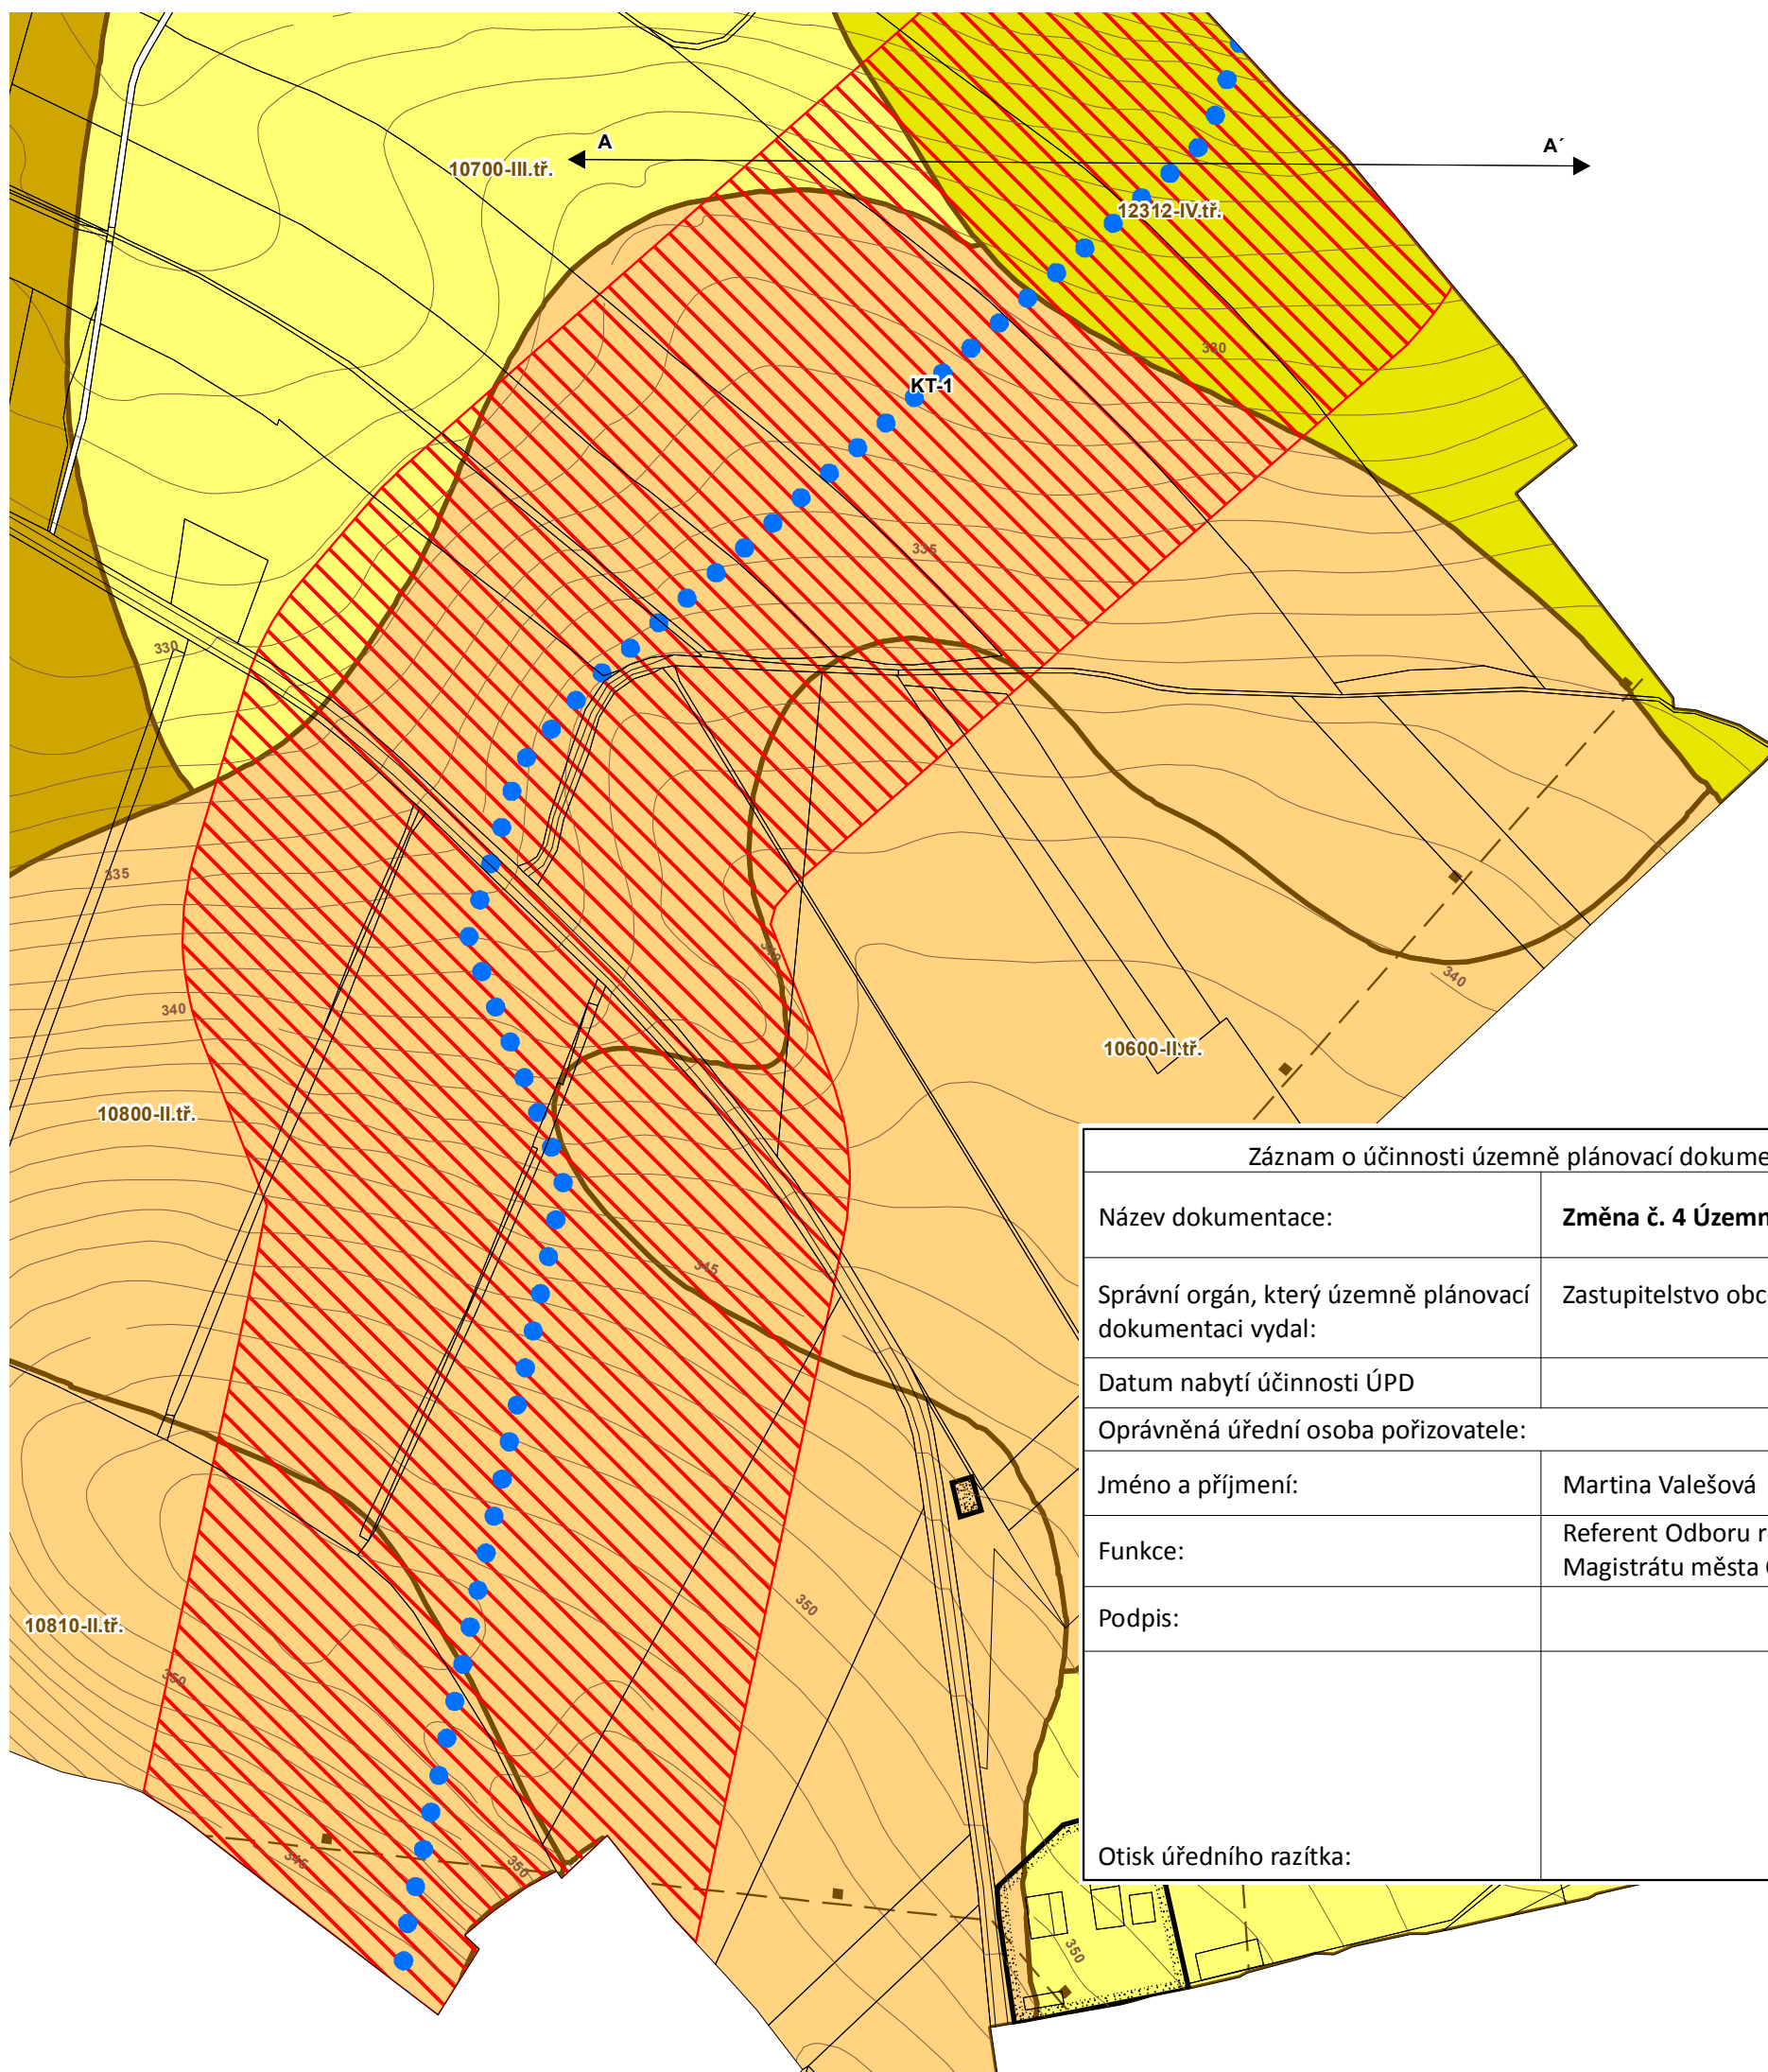 A
A´
10700-III.tř.
12312-IV.tř.
330
KT-1
335
330
335
340
340
340
10600-II.tř.
10800-II.tř.
345
350
10810-II.tř.
350
345
350
350
Záznam o účinnosti územně plánovací dokume
Název dokumentace:
Změna č. 4 Územn
Správní orgán, který územně plánovací
dokumentaci vydal:
Zastupitelstvo obc
Datum nabytí účinnosti ÚPD
Oprávněná úřední osoba pořizovatele:
Jméno a příjmení:
Martina Valešová
Funkce:
Referent Odboru r
Magistrátu města
Podpis:
Otisk úředního razítka: